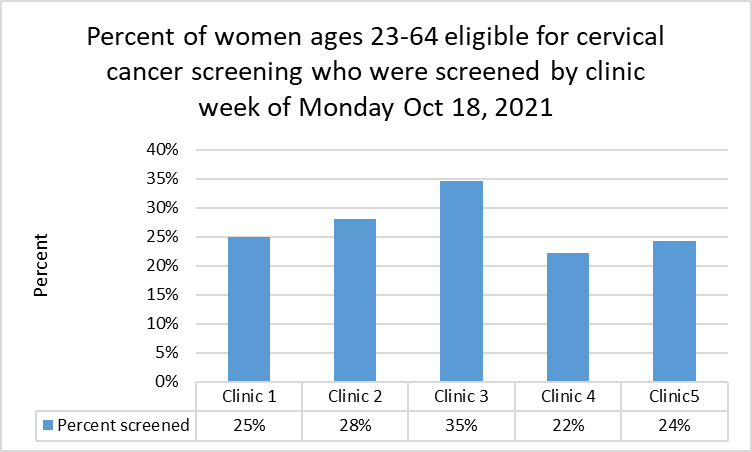 Percent of women ages 23-64 eligible for cervical
cancer screening who were screened by clinic
week of Monday Oct 18, 2021
40%
35%
30%
25%
20%
15%
10%
5%
0%
Percent
Clinic 1 Clinic 2 Clinic 3 Clinic 4 Clinic5
Percent screened 25% 28% 35% 22% 24%